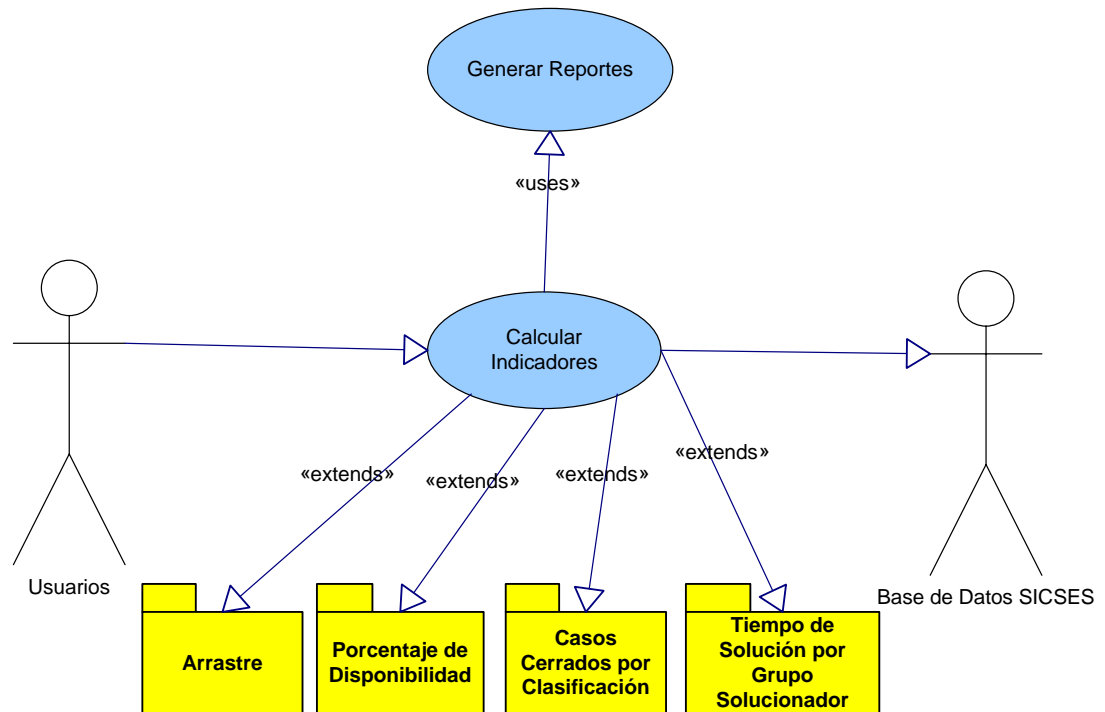 Generar Reportes
«uses»
Calcular
Indicadores
«extends»
«extends»
«extends»
«extends»
Usuarios
Base de Datos SICSES
Arrastre
Porcentaje de
Disponibilidad
Casos
Cerrados por
Clasificación
Tiempo de
Solución por
Grupo
Solucionador